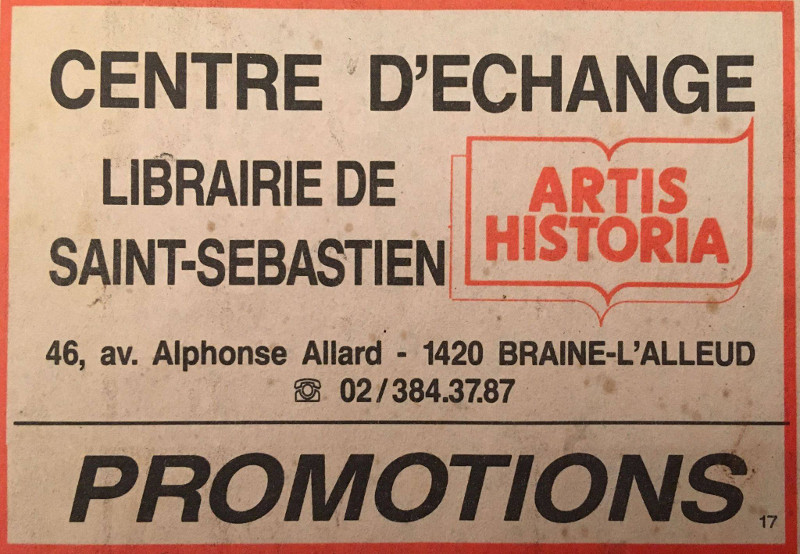 CENTRE D'ECHANGE
LIBRAIRIE DE
SAINT-SEBASTIEN
ARTIS
HISTORIA
46, av. Alphonse Allard - 1420 BRAINE-L'ALLEUD
☏ 02/384.37.87
PROMOTIONS
17